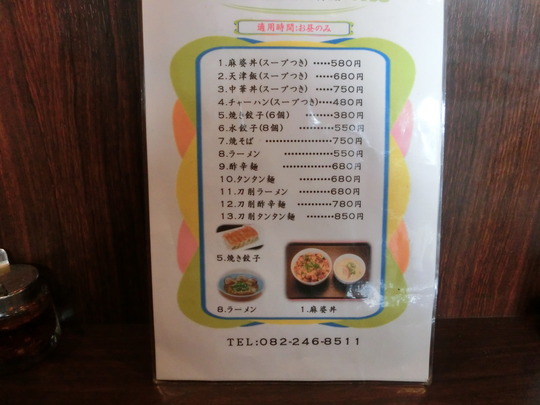 適用時間:お昼のみ
1.麻婆丼(スープつき) ‥‥‥580円
2.天津飯(スープつき) ‥‥‥680円
3.中華丼(スープつき) ‥‥‥750円
4.チャーハン(スープつき)‥‥480円
5.焼き餃子(6個) ‥‥‥‥380円
6.水餃子(8個) ‥‥‥‥‥550円
7.焼そば ‥‥‥‥‥‥‥‥750円
8.ラーメン ‥‥‥‥‥‥550円
9.酢辛麺 ‥‥‥‥‥‥680円
10.タンタン麺 ‥‥‥‥680円
11.刀削ラーメン ‥‥‥‥680円
12.刀削酢辛麺 ‥‥‥‥‥780円
13.刀削タンタン麺 ‥‥‥‥850円
5.焼き餃子
8.ラーメン 1.麻婆丼
TEL:082-246-8511